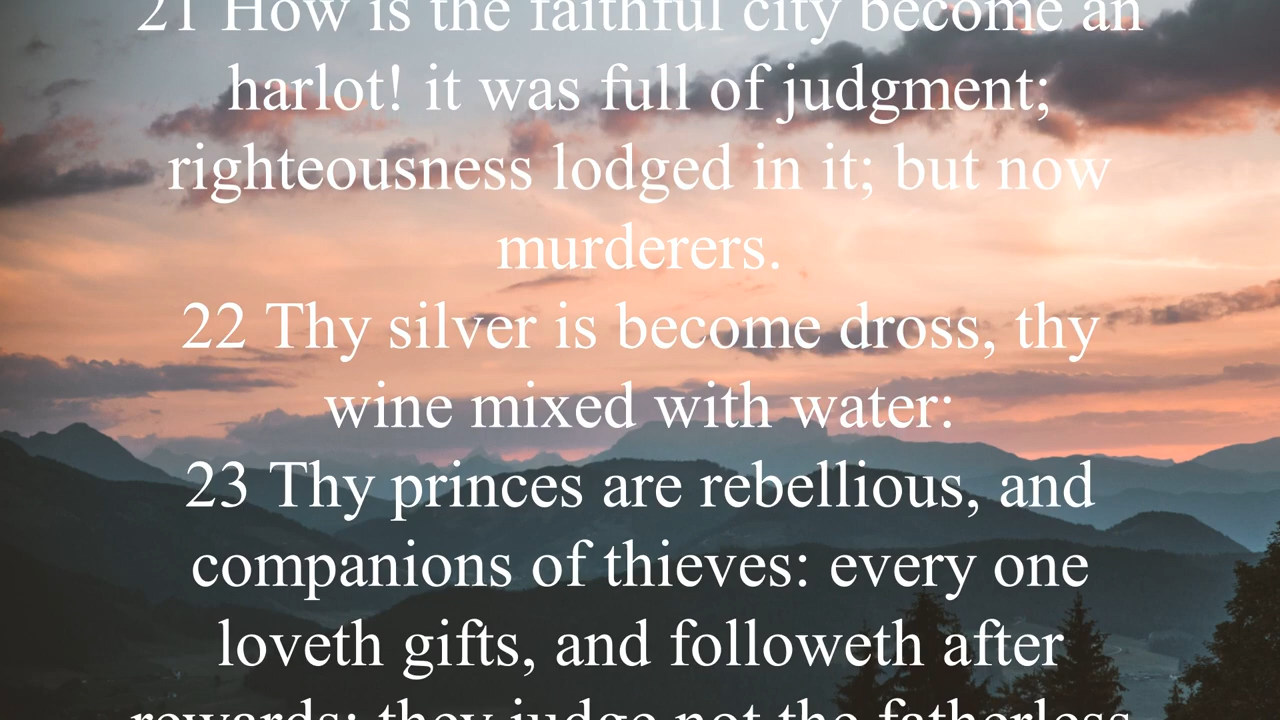 21 How is the faithful city become an
harlot! it was full of judgment;
righteousness lodged in it; but now
murderers.
22 Thy silver is become dross, thy
wine mixed with water:
23 Thy princes are rebellious, and
companions of thieves: every one
loveth gifts, and followeth after
rewards: they judge not the fatherless